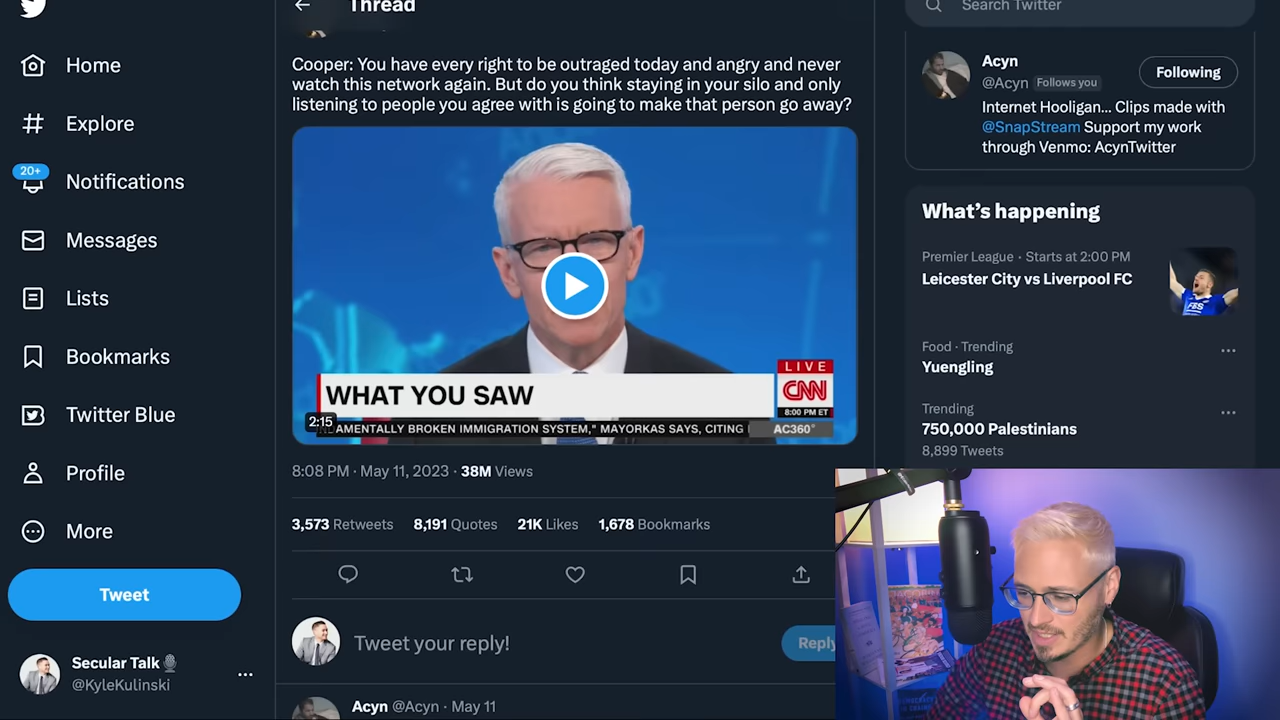 Thread
Search Twitter
Home
Explore
20+
Notifications
Messages
Lists
Bookmarks
Twitter Blue
Profile
More
Tweet
Secular Talk
@KyleKulinski
Cooper: You have every right to be outraged today and angry and never
watch this network again. But do you think staying in your silo and only
listening to people you agree with is going to make that person go away?
WHAT YOU SAW
LIVE
CNN
8:00 PM ET
2:15
AMENTALLY BROKEN IMMIGRATION SYSTEM," MAYORKAS SAYS, CITING
AC360°
8:08 PM · May 11, 2023 · 38M Views
3,573 Retweets 8,191 Quotes 21K Likes 1,678 Bookmarks
Tweet your reply!
Reply
Acyn @Acyn · May 11
Acyn
@Acyn Follows you
Following
Internet Hooligan... Clips made with
@SnapStream Support my work
through Venmo: AcynTwitter
What's happening
Premier League · Starts at 2:00 PM
Leicester City vs Liverpool FC
Food · Trending
Yuengling
Trending
750,000 Palestinians
8,899 Tweets